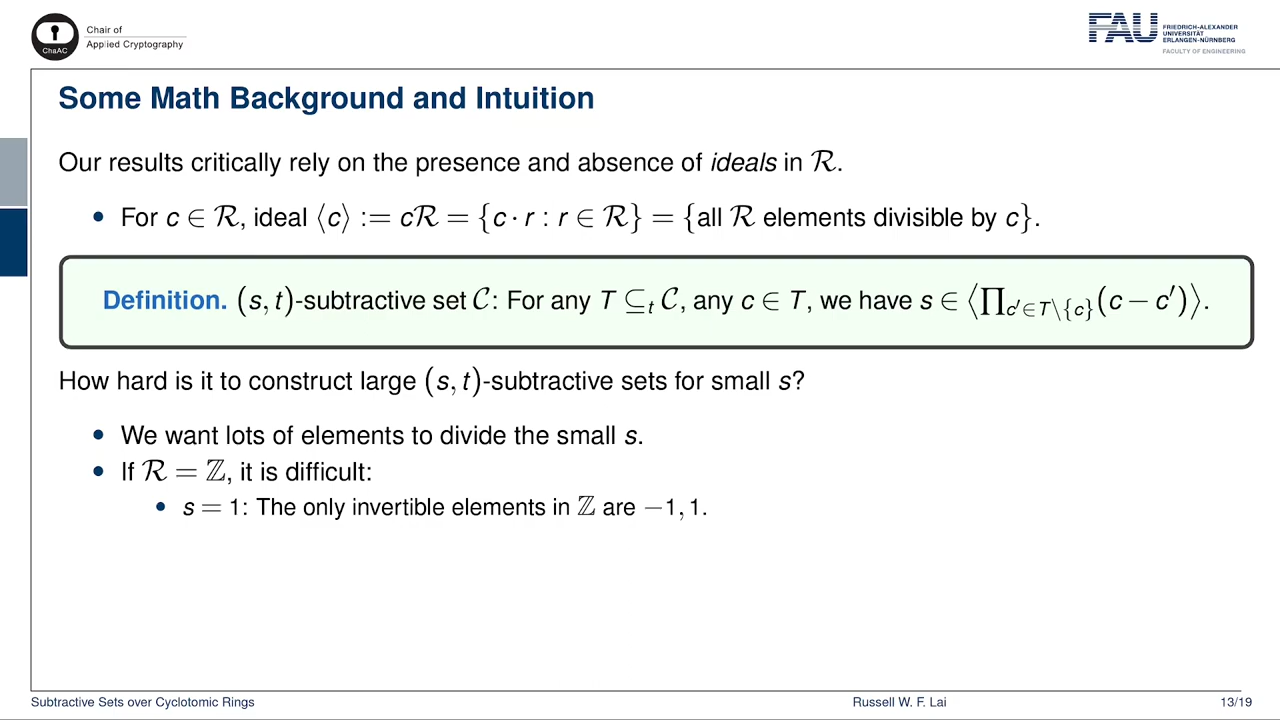 ChaAC
Chair of
Applied Cryptography
FAU
FRIEDRICH-ALEXANDER
UNIVERSITÄT
ERLANGEN-NÜRNBERG
FACULTY OF ENGINEERING
Some Math Background and Intuition
Our results critically rely on the presence and absence of ideals in ℛ.
• For c ∈ ℛ, ideal ⟨c⟩ := cℛ = {c · r : r ∈ ℛ} = {all ℛ elements divisible by c}.
Definition. (s, t)-subtractive set 𝒞: For any T ⊆ₜ 𝒞, any c ∈ T, we have s ∈ ⟨∏_{c′∈T\{c}}(c − c′)⟩.
How hard is it to construct large (s, t)-subtractive sets for small s?
• We want lots of elements to divide the small s.
• If ℛ = ℤ, it is difficult:
• s = 1: The only invertible elements in ℤ are −1, 1.
Subtractive Sets over Cyclotomic Rings
Russell W. F. Lai
13/19